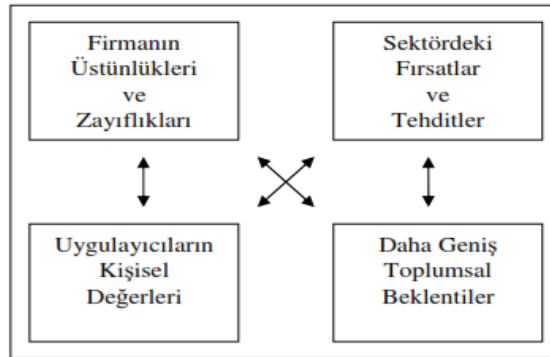 Firmanın
Üstünlükleri
ve
Zayıflıkları
Sektördeki
Fırsatlar
ve
Tehditler
Uygulayıcıların
Kişisel
Değerleri
Daha Geniş
Toplumsal
Beklentiler